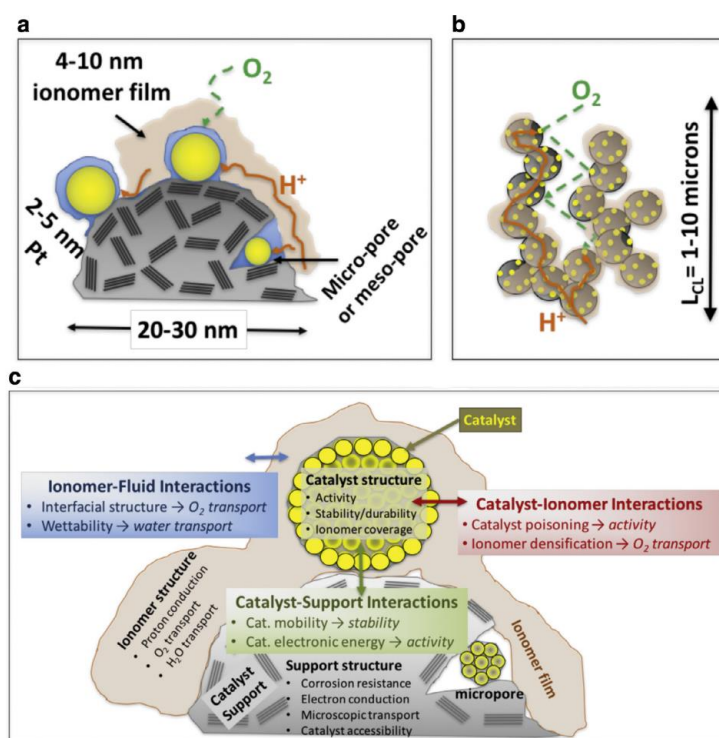 a
4-10 nm
ionomer film
O2
H+
2-5 nm
Pt
Micro-pore
or meso-pore
20-30 nm
b
O2
H+
LCL= 1-10 microns
c
Catalyst
Ionomer-Fluid Interactions
• Interfacial structure → O2 transport
• Wettability → water transport
Catalyst structure
• Activity
• Stability/durability
• Ionomer coverage
Catalyst-Ionomer Interactions
• Catalyst poisoning → activity
• Ionomer densification → O2 transport
Catalyst-Support Interactions
• Cat. mobility → stability
• Cat. electronic energy → activity
Ionomer structure
• Proton conduction
• O2 transport
• H2O transport
Catalyst
Support
Support structure
• Corrosion resistance
• Electron conduction
• Microscopic transport
• Catalyst accessibility
micropore
Ionomer film